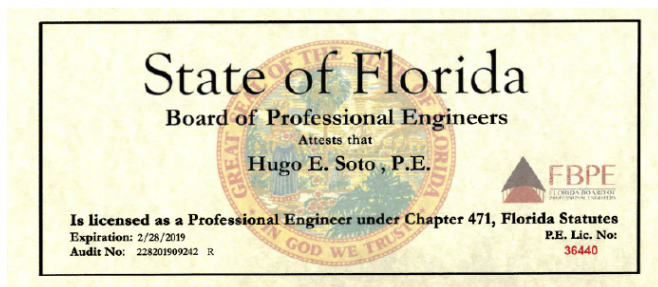 State of Florida
Board of Professional Engineers
Attests that
Hugo E. Soto , P.E.
FBPE
FLORIDA BOARD OF
PROFESSIONAL ENGINEERS
Is licensed as a Professional Engineer under Chapter 471, Florida Statutes
Expiration: 2/28/2019
P.E. Lic. No:
Audit No: 228201909242 R
36440
GREAT SEAL OF THE STATE OF FLORIDA
IN GOD WE TRUST